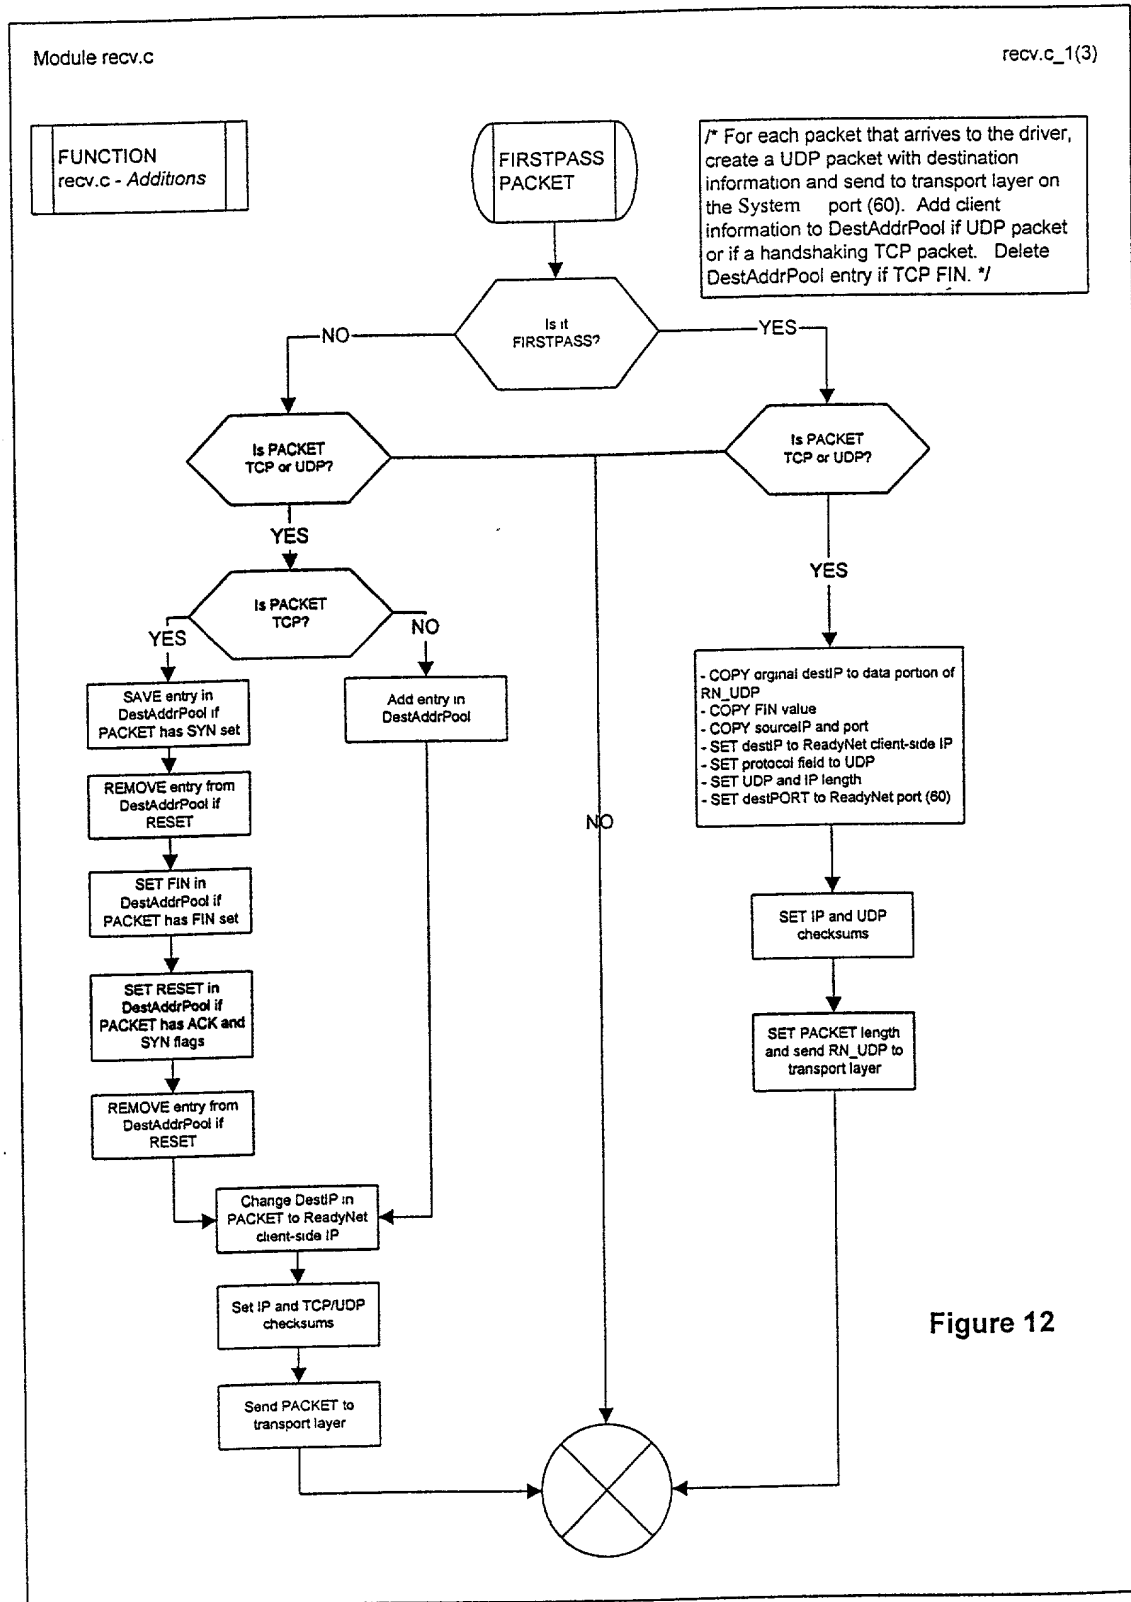 Module recv.c
recv.c_1(3)
FUNCTION
recv.c - Additions
FIRSTPASS
PACKET
/* For each packet that arrives to the driver,
create a UDP packet with destination
information and send to transport layer on
the System port (60). Add client
information to DestAddrPool if UDP packet
or if a handshaking TCP packet. Delete
DestAddrPool entry if TCP FIN. */
Is it
FIRSTPASS?
NO
YES
Is PACKET
TCP or UDP?
Is PACKET
TCP or UDP?
YES
YES
Is PACKET
TCP?
YES
NO
SAVE entry in
DestAddrPool if
PACKET has SYN set
Add entry in
DestAddrPool
- COPY orginal destIP to data portion of
RN_UDP
- COPY FIN value
- COPY sourceIP and port
- SET destIP to ReadyNet client-side IP
- SET protocol field to UDP
- SET UDP and IP length
- SET destPORT to ReadyNet port (60)
REMOVE entry from
DestAddrPool if
RESET
NO
SET FIN in
DestAddrPool if
PACKET has FIN set
SET IP and UDP
checksums
SET RESET in
DestAddrPool if
PACKET has ACK and
SYN flags
SET PACKET length
and send RN_UDP to
transport layer
REMOVE entry from
DestAddrPool if
RESET
Change DestIP in
PACKET to ReadyNet
client-side IP
Set IP and TCP/UDP
checksums
Figure 12
Send PACKET to
transport layer